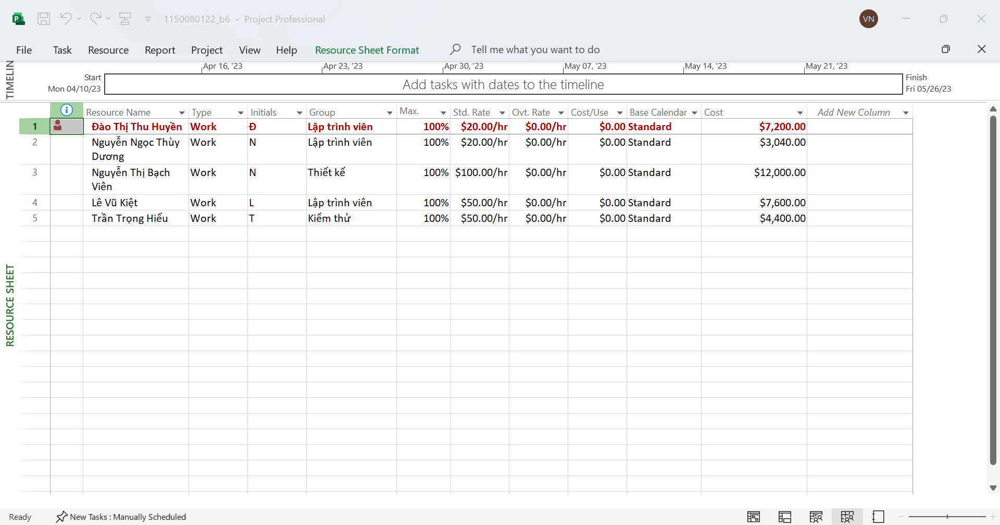 1150080122_b6 - Project Professional
VN
File Task Resource Report Project View Help Resource Sheet Format Tell me what you want to do
TIMELIN
Apr 16, '23 Apr 23, '23 Apr 30, '23 May 07, '23 May 14, '23 May 21, '23
Start
Mon 04/10/23
Add tasks with dates to the timeline
Finish
Fri 05/26/23
RESOURCE SHEET
Resource Name Type Initials Group Max. Std. Rate Ovt. Rate Cost/Use Base Calendar Cost Add New Column
1 Đào Thị Thu Huyền Work Đ Lập trình viên 100% $20.00/hr $0.00/hr $0.00 Standard $7,200.00
2 Nguyễn Ngọc Thùy Work N Lập trình viên 100% $20.00/hr $0.00/hr $0.00 Standard $3,040.00
Dương
3 Nguyễn Thị Bạch Work N Thiết kế 100% $100.00/hr $0.00/hr $0.00 Standard $12,000.00
Viên
4 Lê Vũ Kiệt Work L Lập trình viên 100% $50.00/hr $0.00/hr $0.00 Standard $7,600.00
5 Trần Trọng Hiếu Work T Kiểm thử 100% $50.00/hr $0.00/hr $0.00 Standard $4,400.00
Ready New Tasks : Manually Scheduled